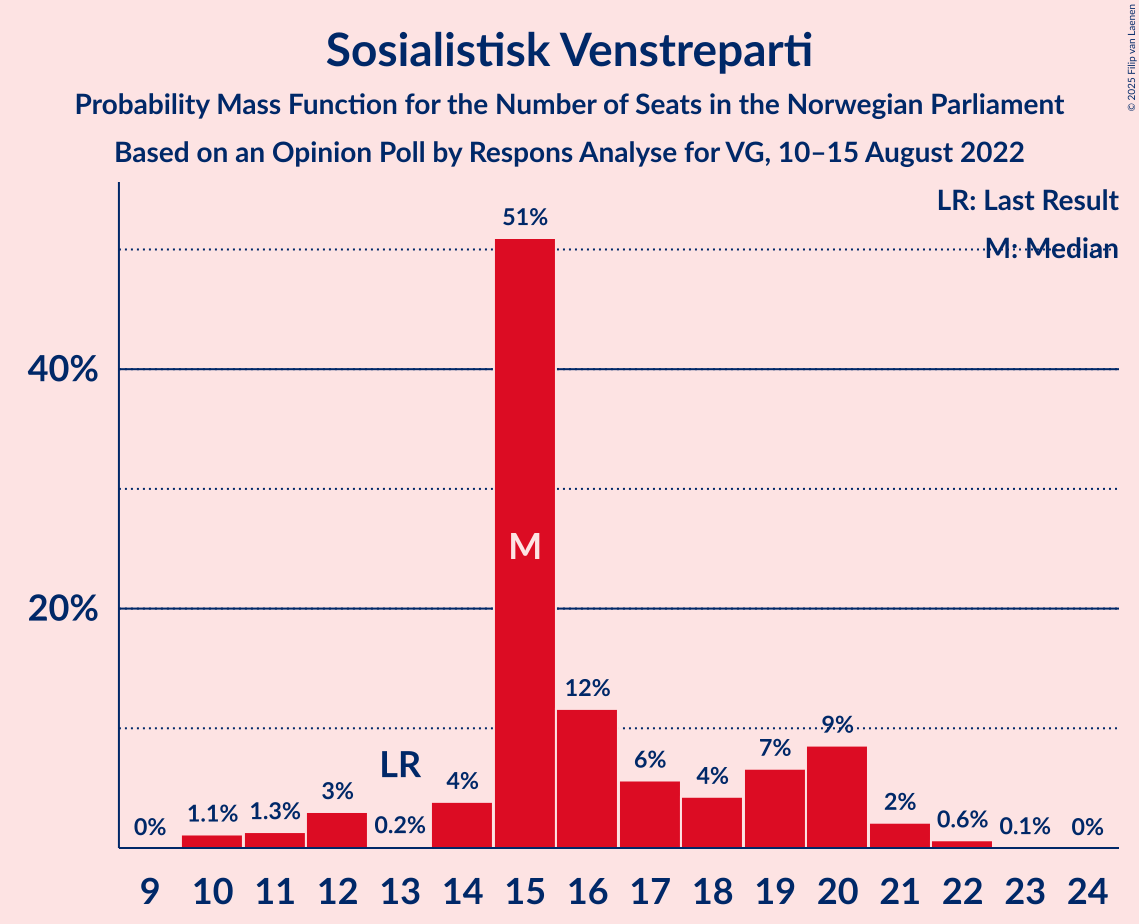 Sosialistisk Venstreparti
Probability Mass Function for the Number of Seats in the Norwegian Parliament
Based on an Opinion Poll by Respons Analyse for VG, 10–15 August 2022
© 2025 Filip van Laenen
LR: Last Result
M: Median
51%
40%
M
20%
12%
9%
7%
LR
6%
4%
4%
3%
2%
1.3%
1.1%
0.6%
0.2%
0.1%
0%
0%
9 10 11 12 13 14 15 16 17 18 19 20 21 22 23 24